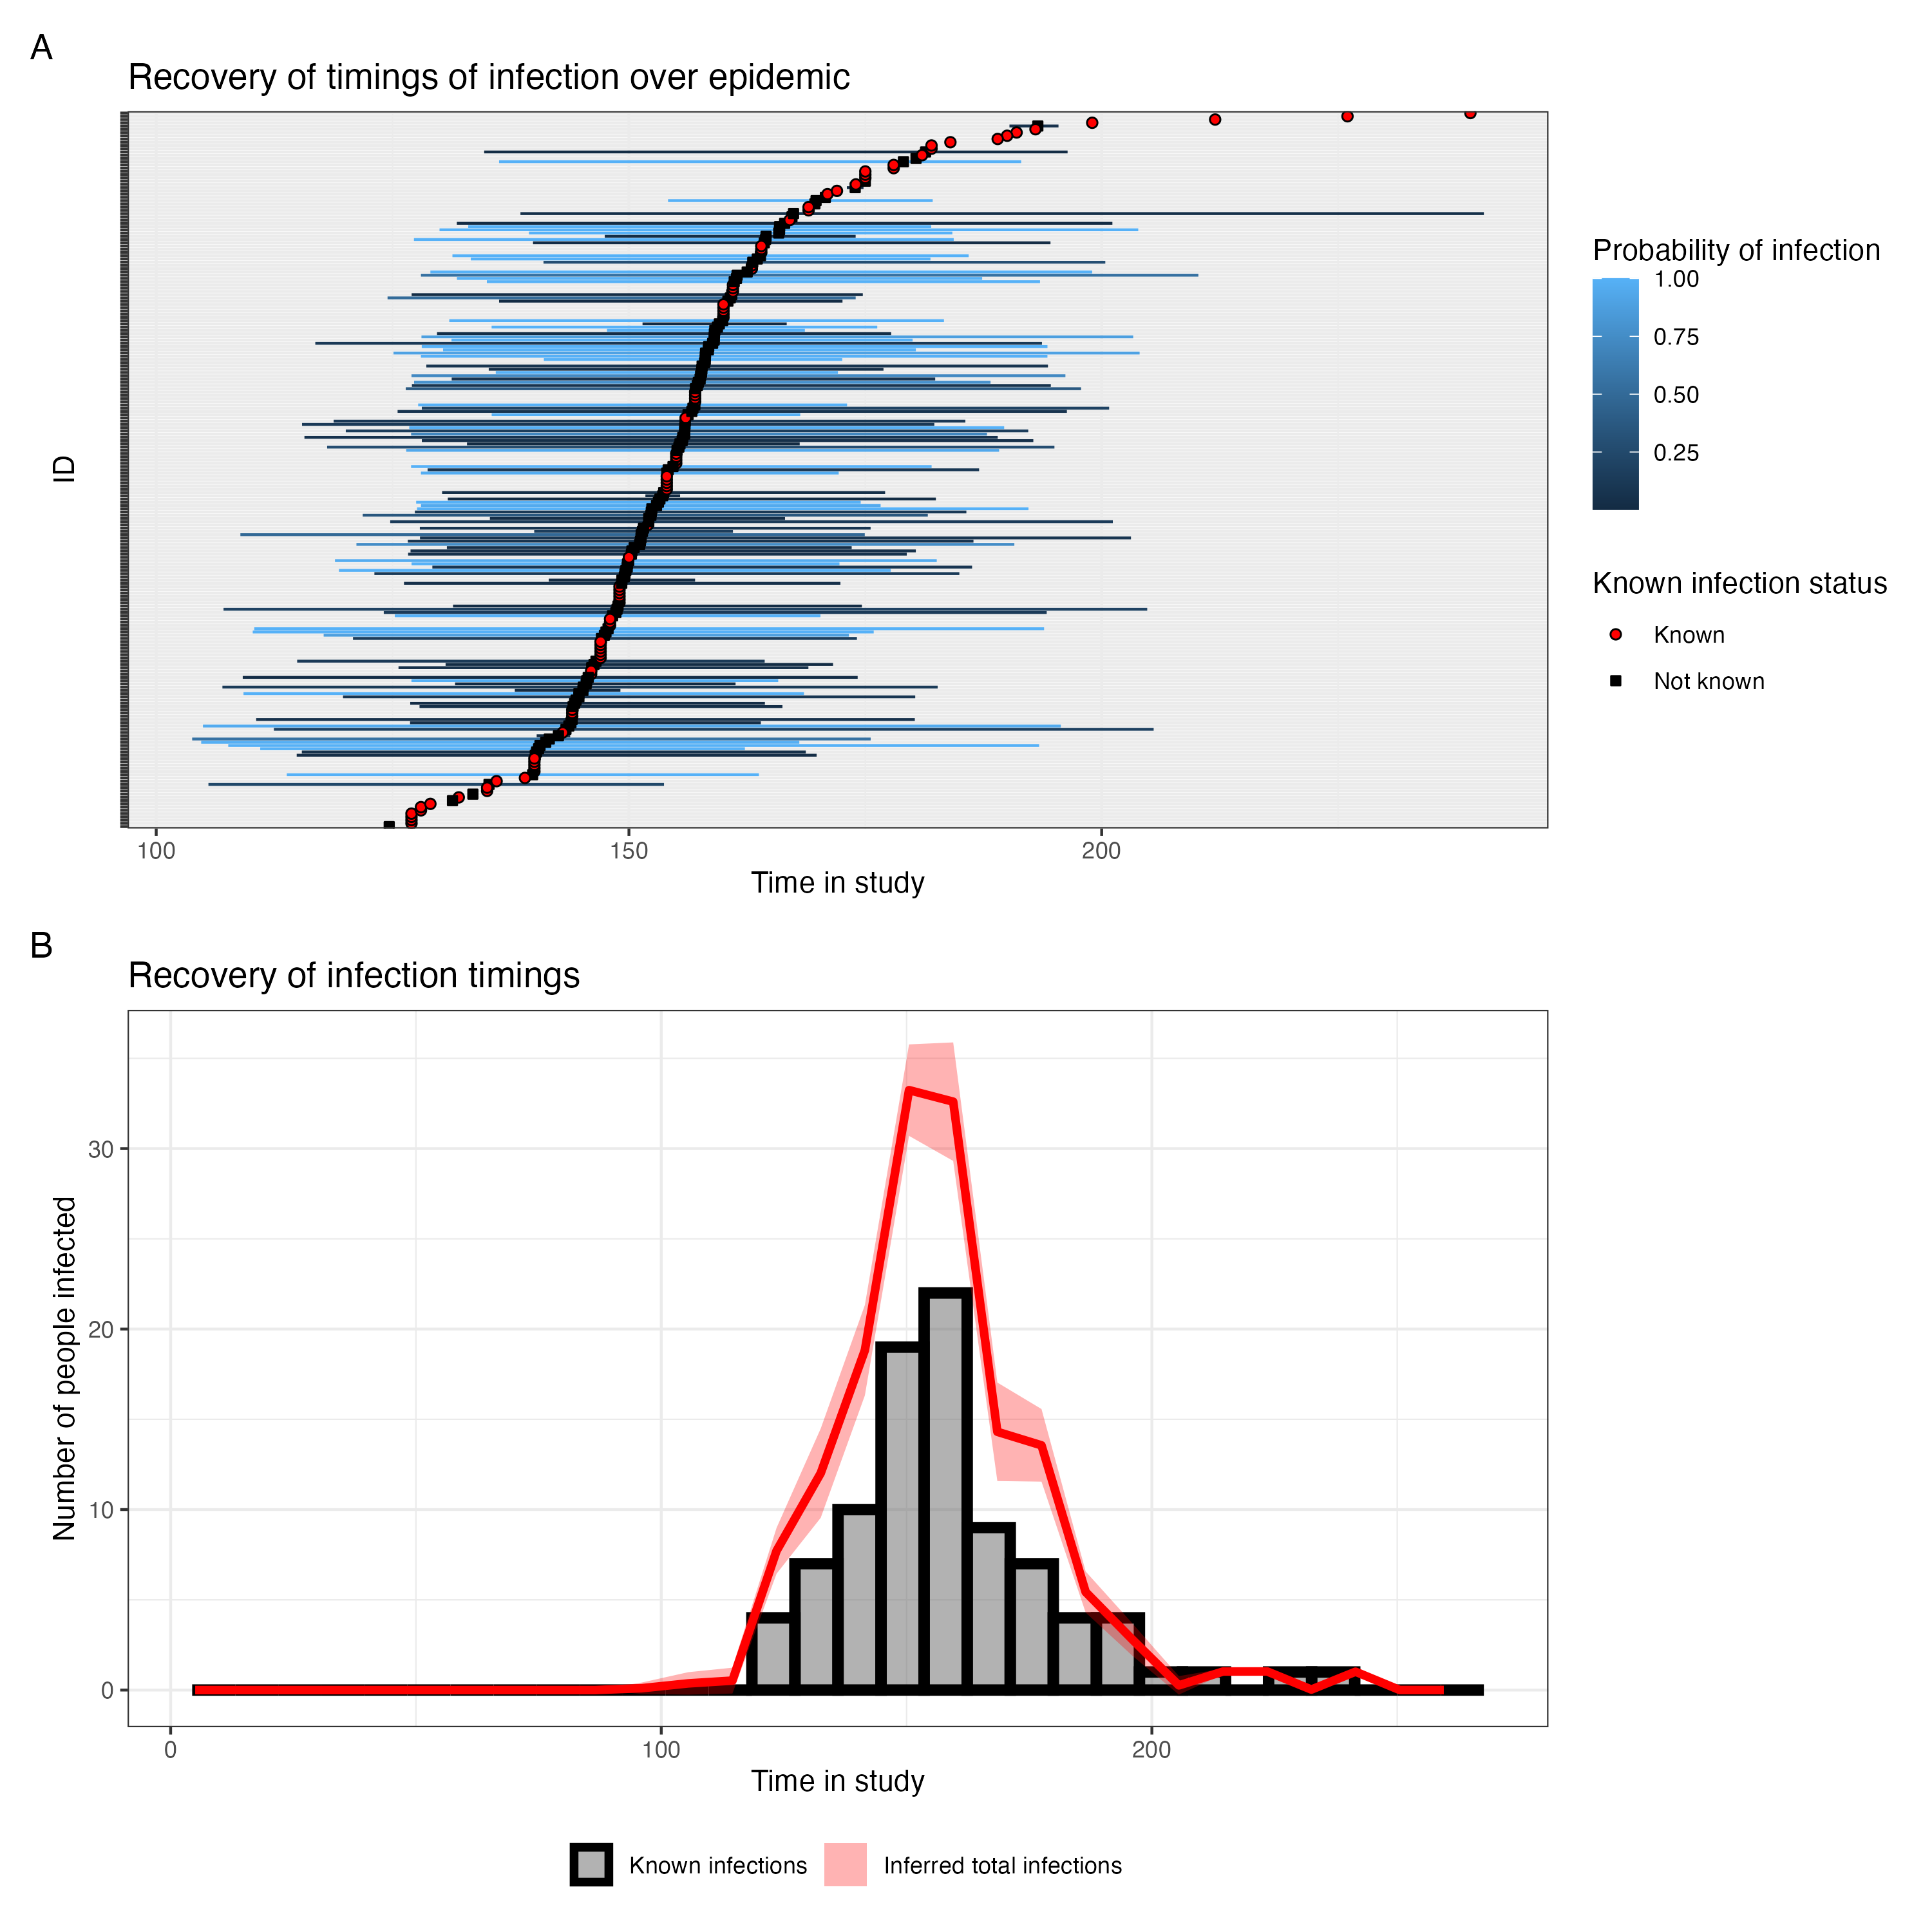 A
Recovery of timings of infection over epidemic
ID
100 150 200
Time in study
Probability of infection
1.00
0.75
0.50
0.25
Known infection status
Known
Not known
B
Recovery of infection timings
Number of people infected
30
20
10
0
0 100 200
Time in study
Known infections Inferred total infections